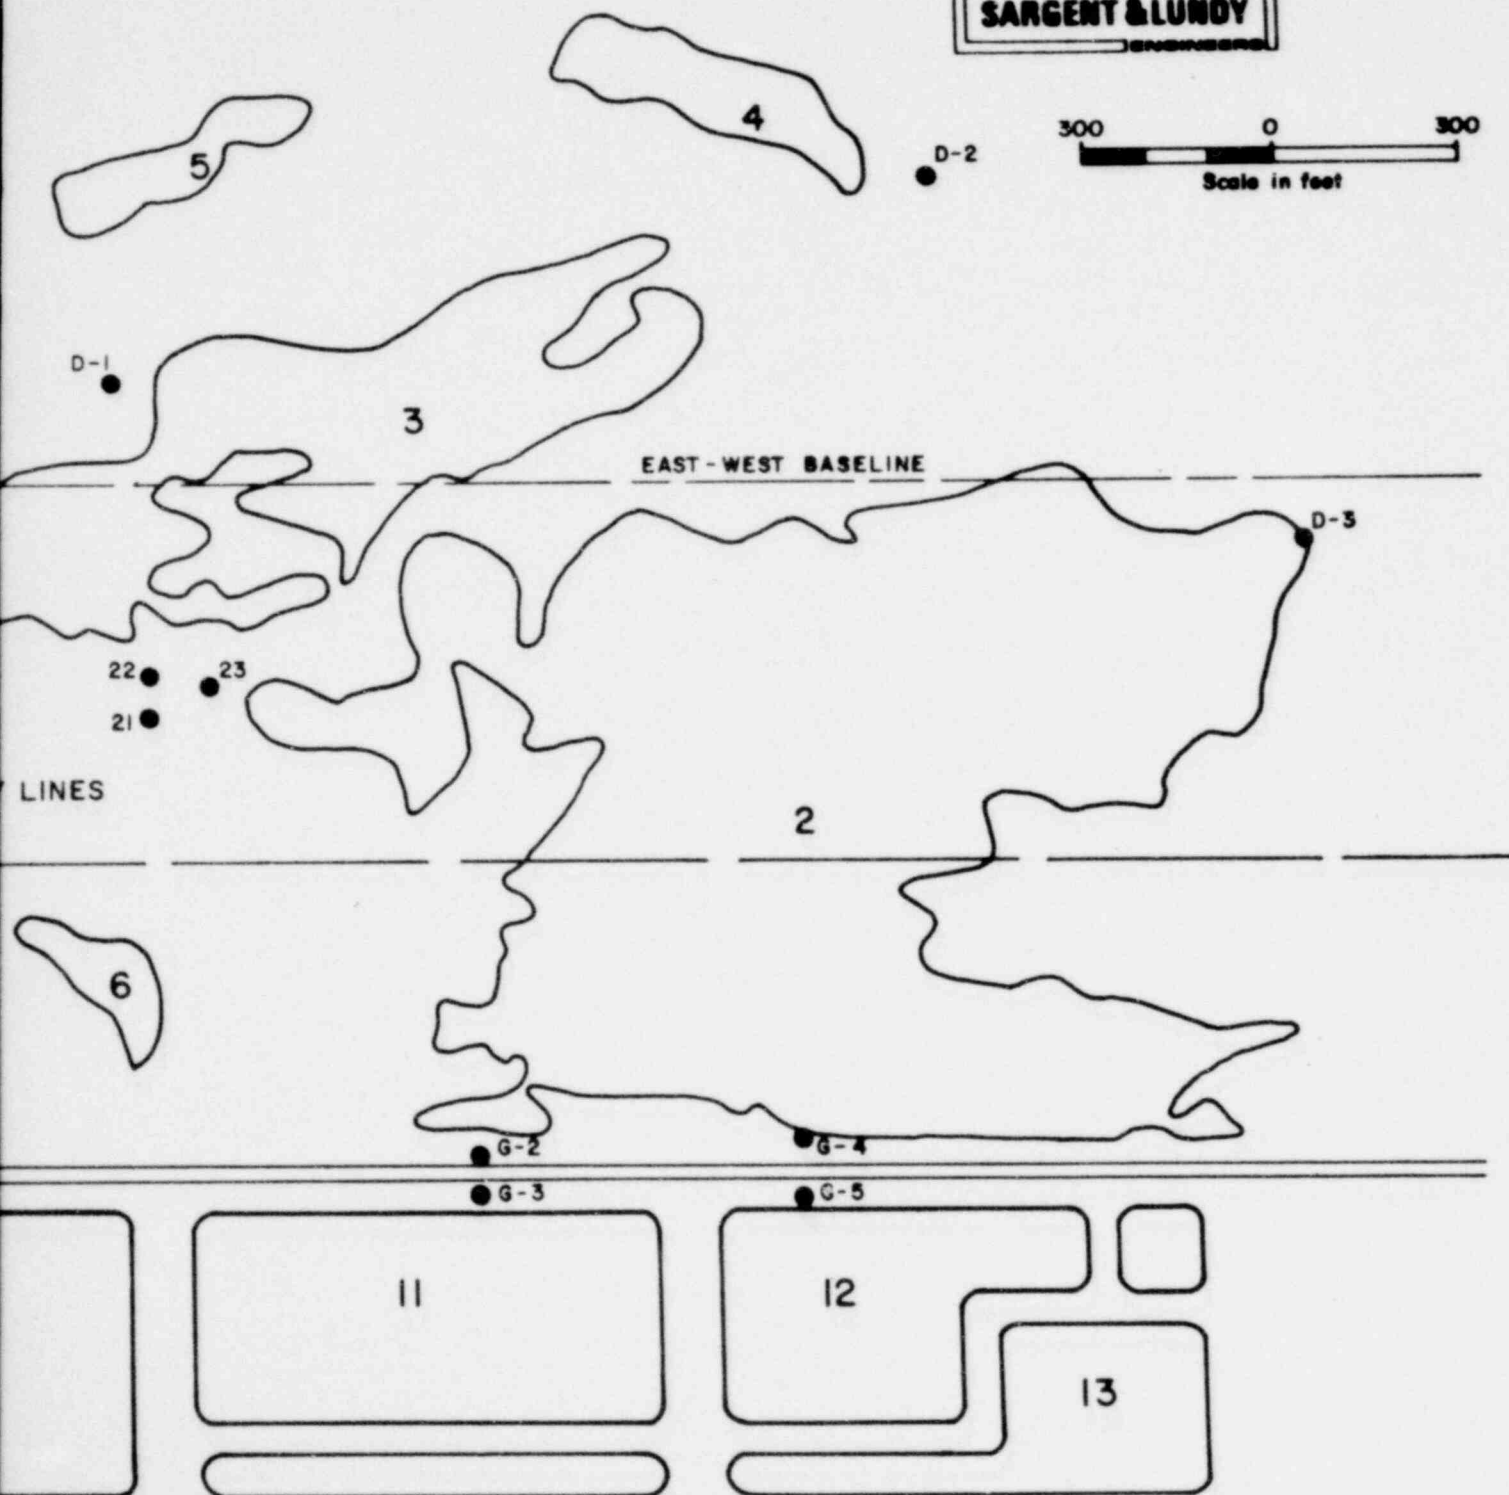 SARGENT & LUNDY
ENGINEERS
300 0 300
Scale in feet
4
5
D-2
D-1
3
EAST-WEST BASELINE
D-3
22 23
21
LINES
2
6
G-2 G-4
G-3 G-5
11 12
13